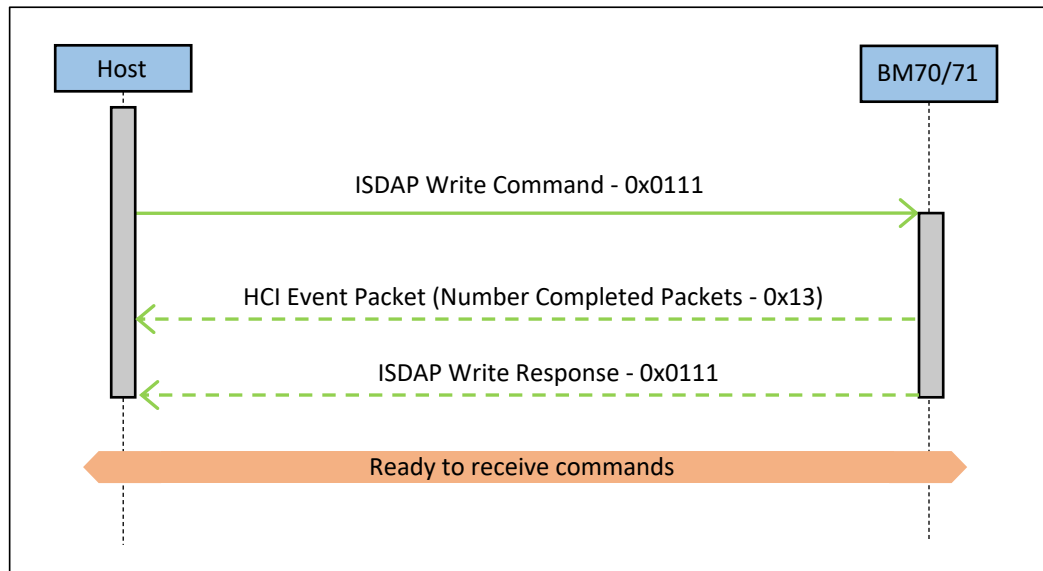 Host
BM70/71
ISDAP Write Command - 0x0111
HCI Event Packet (Number Completed Packets - 0x13)
ISDAP Write Response - 0x0111
Ready to receive commands